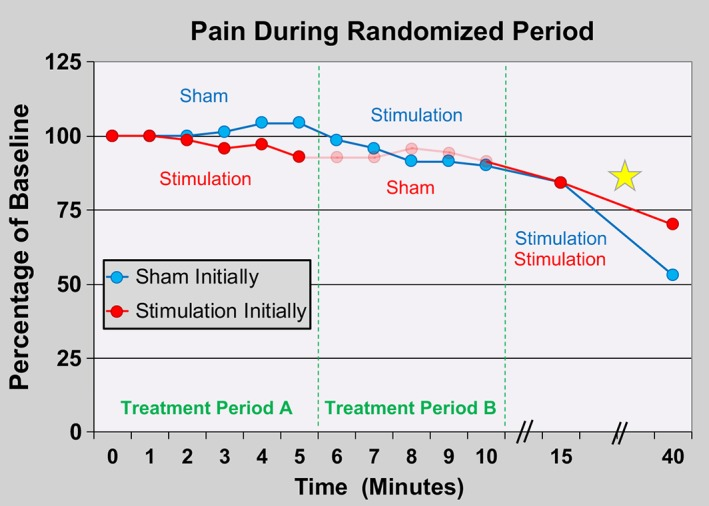 Pain During Randomized Period
Percentage of Baseline
125
100
75
50
25
0
Sham
Stimulation
Stimulation
Sham
Stimulation
Stimulation
Sham Initially
Stimulation Initially
Treatment Period A
Treatment Period B
0 1 2 3 4 5 6 7 8 9 10 // 15 // 40
Time (Minutes)